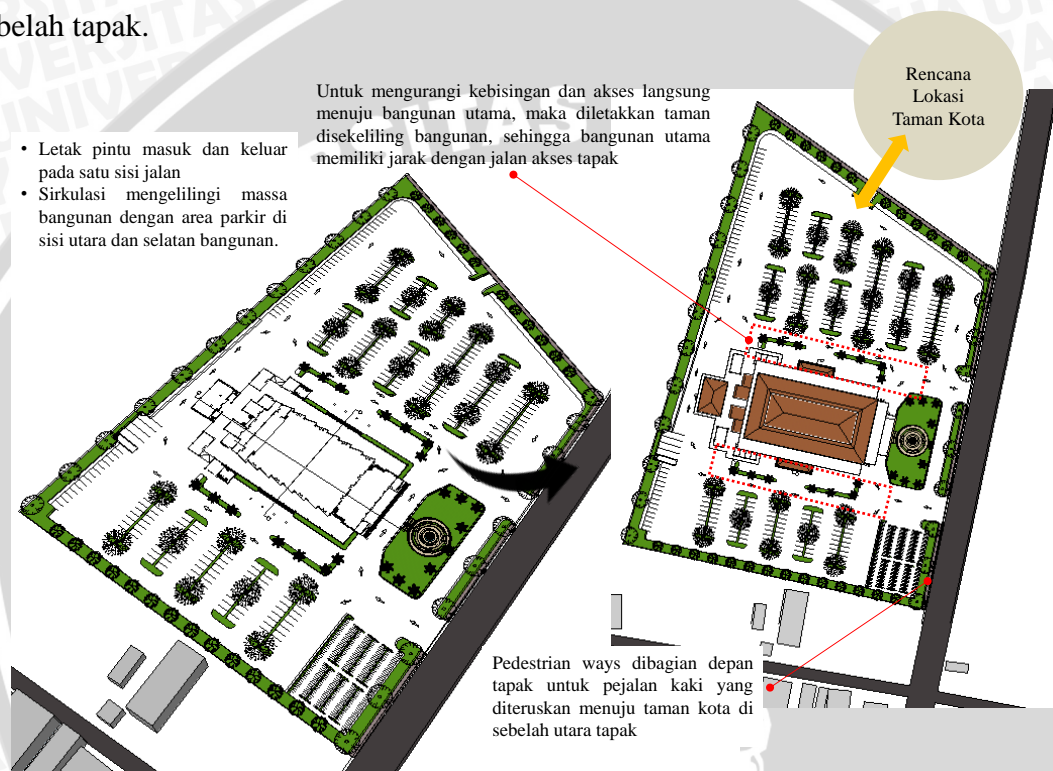 belah tapak.
Rencana
Lokasi
Taman Kota
Untuk mengurangi kebisingan dan akses langsung
menuju bangunan utama, maka diletakkan taman
disekeliling bangunan, sehingga bangunan utama
memiliki jarak dengan jalan akses tapak
• Letak pintu masuk dan keluar
pada satu sisi jalan
• Sirkulasi mengelilingi massa
bangunan dengan area parkir di
sisi utara dan selatan bangunan.
Pedestrian ways dibagian depan
tapak untuk pejalan kaki yang
diteruskan menuju taman kota di
sebelah utara tapak